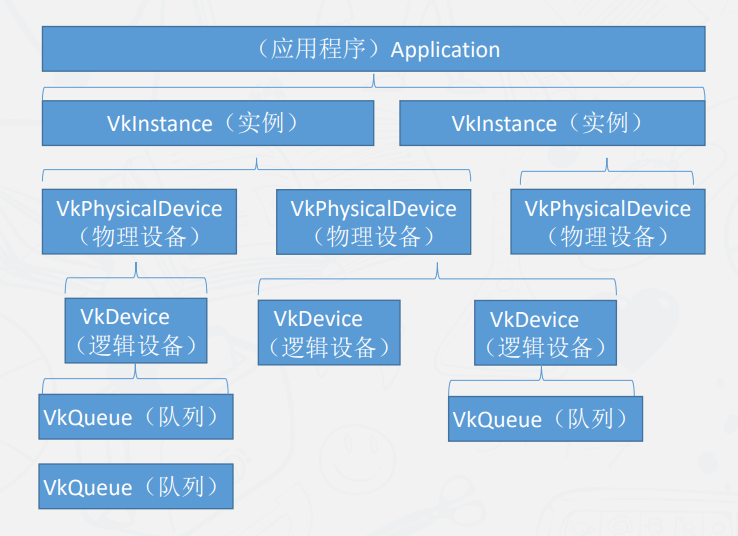 （应用程序）Application
VkInstance（实例）
VkInstance（实例）
VkPhysicalDevice
（物理设备）
VkPhysicalDevice
（物理设备）
VkPhysicalDevice
（物理设备）
VkDevice
（逻辑设备）
VkDevice
（逻辑设备）
VkDevice
（逻辑设备）
VkQueue（队列）
VkQueue（队列）
VkQueue（队列）